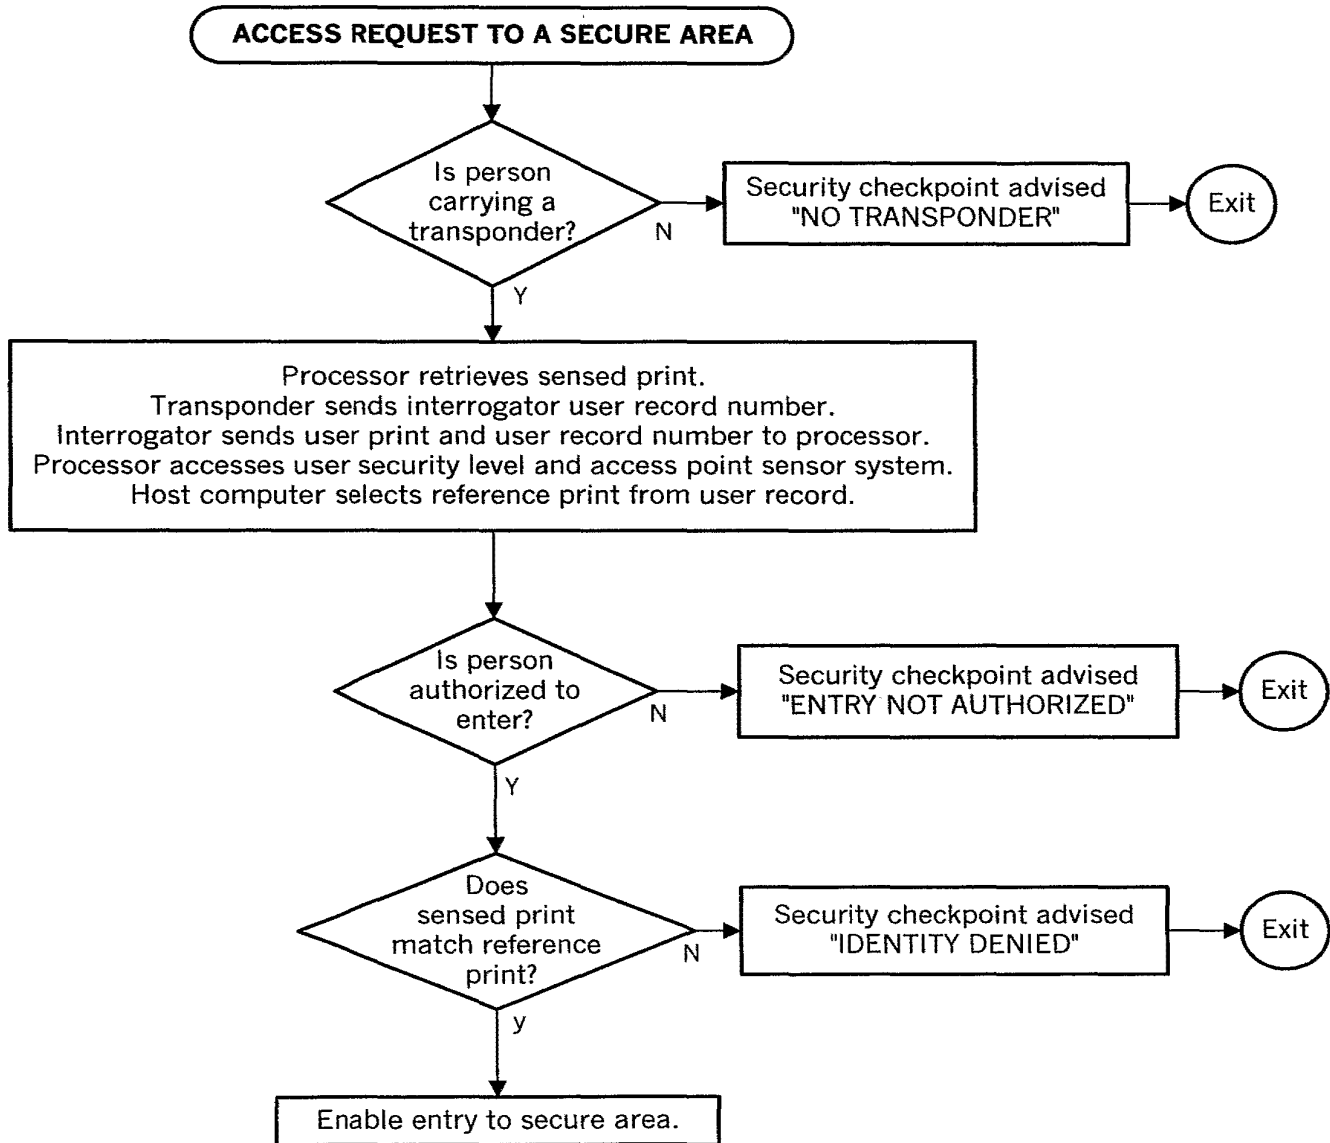 ACCESS REQUEST TO A SECURE AREA
Is person
carrying a
transponder?
N
Security checkpoint advised
"NO TRANSPONDER"
Exit
Y
Processor retrieves sensed print.
Transponder sends interrogator user record number.
Interrogator sends user print and user record number to processor.
Processor accesses user security level and access point sensor system.
Host computer selects reference print from user record.
Is person
authorized to
enter?
N
Security checkpoint advised
"ENTRY NOT AUTHORIZED"
Exit
Y
Does
sensed print
match reference
print?
N
Security checkpoint advised
"IDENTITY DENIED"
Exit
y
Enable entry to secure area.